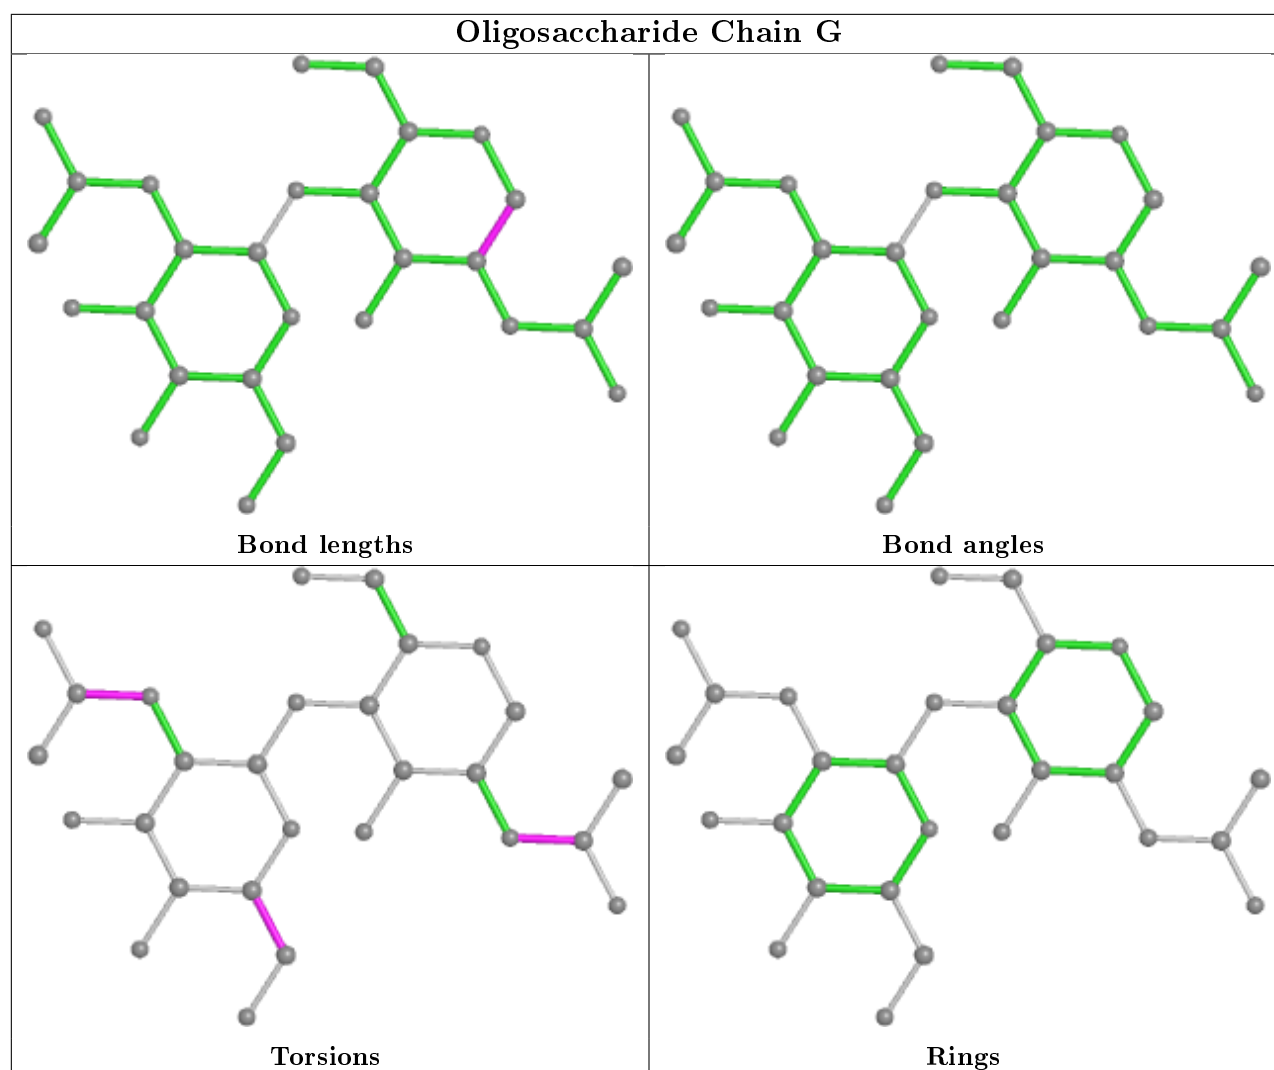 Oligosaccharide Chain G
Bond lengths
Bond angles
Torsions
Rings